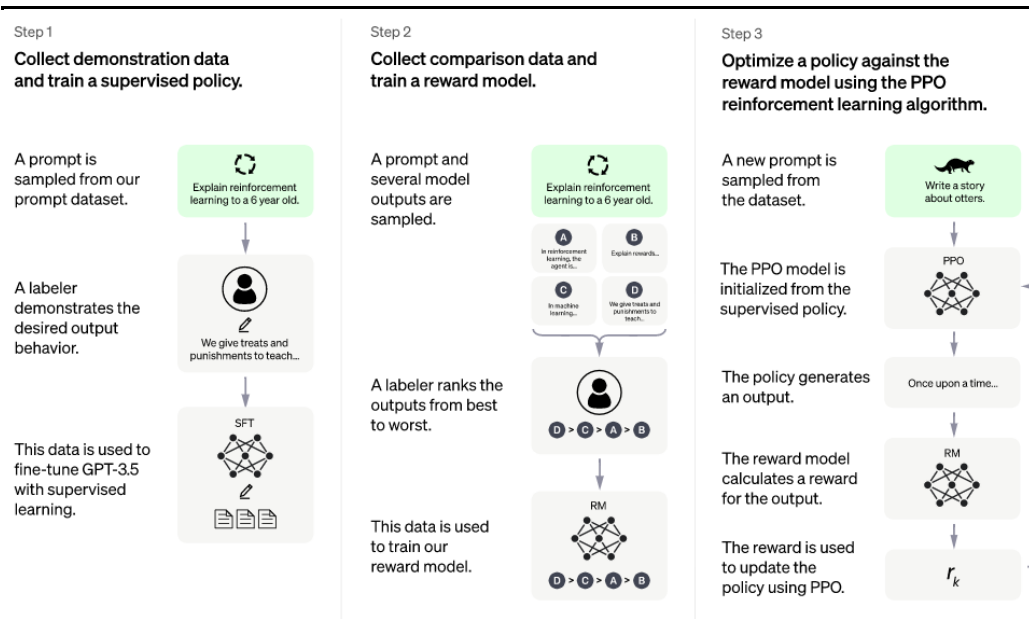 Step 1
Collect demonstration data
and train a supervised policy.
A prompt is
sampled from our
prompt dataset.
Explain reinforcement
learning to a 6 year old.
A labeler
demonstrates the
desired output
behavior.
We give treats and
punishments to teach...
This data is used to
fine-tune GPT-3.5
with supervised
learning.
SFT
Step 2
Collect comparison data and
train a reward model.
A prompt and
several model
outputs are
sampled.
Explain reinforcement
learning to a 6 year old.
A
In reinforcement
learning, the
agent is...
B
Explain rewards...
C
In machine
learning...
D
We give treats and
punishments to
teach...
A labeler ranks the
outputs from best
to worst.
D > C > A > B
This data is used
to train our
reward model.
RM
D > C > A > B
Step 3
Optimize a policy against the
reward model using the PPO
reinforcement learning algorithm.
A new prompt is
sampled from
the dataset.
Write a story
about otters.
The PPO model is
initialized from the
supervised policy.
PPO
The policy generates
an output.
Once upon a time...
The reward model
calculates a reward
for the output.
RM
The reward is used
to update the
policy using PPO.
rk